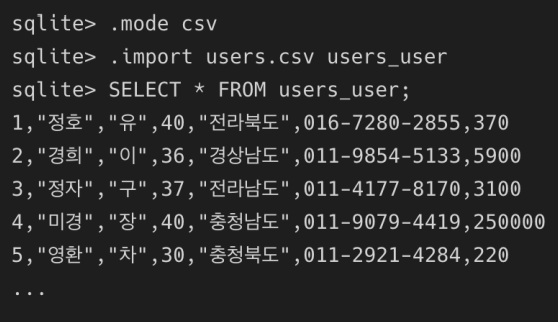 sqlite> .mode csv
sqlite> .import users.csv users_user
sqlite> SELECT * FROM users_user;
1,"정호","유",40,"전라북도",016-7280-2855,370
2,"경희","이",36,"경상남도",011-9854-5133,5900
3,"정자","구",37,"전라남도",011-4177-8170,3100
4,"미경","장",40,"충청남도",011-9079-4419,250000
5,"영환","차",30,"충청북도",011-2921-4284,220
...